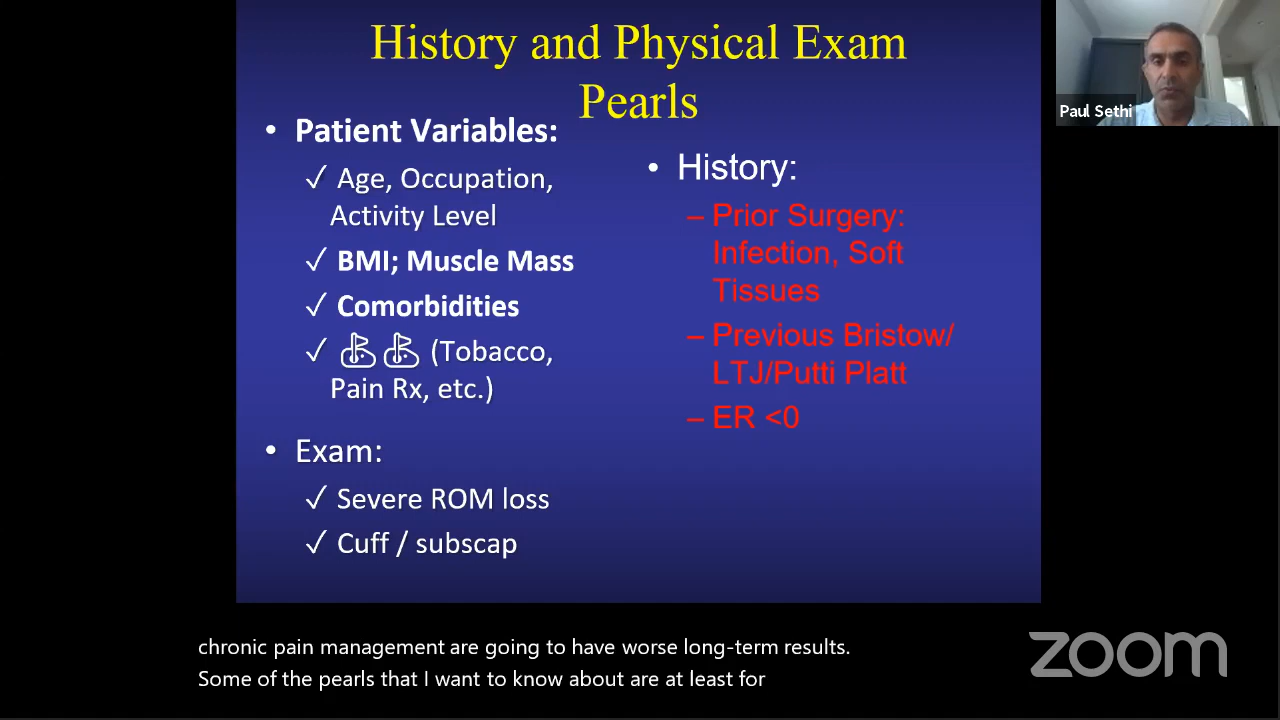 History and Physical Exam
Pearls
• Patient Variables:
✓ Age, Occupation,
Activity Level
✓ BMI; Muscle Mass
✓ Comorbidities
✓ (Tobacco,
Pain Rx, etc.)
• Exam:
✓ Severe ROM loss
✓ Cuff / subscap
• History:
– Prior Surgery:
Infection, Soft
Tissues
– Previous Bristow/
LTJ/Putti Platt
– ER <0
Paul Sethi
chronic pain management are going to have worse long-term results.
Some of the pearls that I want to know about are at least for
zoom